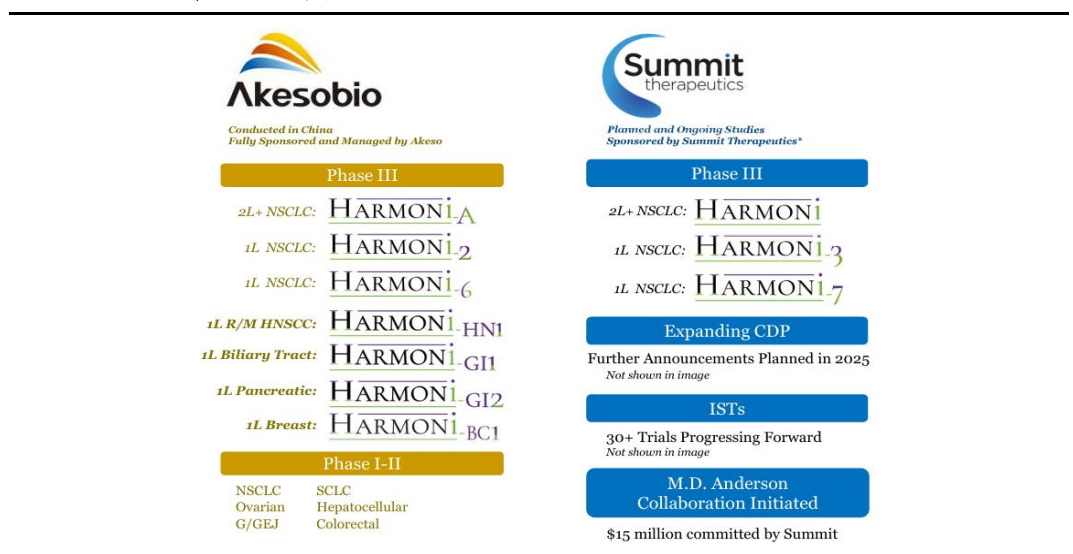 Akesobio
Conducted in China
Fully Sponsored and Managed by Akeso
Phase III
2L+ NSCLC: HARMONi-A
1L NSCLC: HARMONi-2
1L NSCLC: HARMONi-6
1L R/M HNSCC: HARMONi-HN1
1L Biliary Tract: HARMONi-GI1
1L Pancreatic: HARMONi-GI2
1L Breast: HARMONi-BC1
Phase I-II
NSCLC SCLC
Ovarian Hepatocellular
G/GEJ Colorectal
Summit
therapeutics
Planned and Ongoing Studies
Sponsored by Summit Therapeutics*
Phase III
2L+ NSCLC: HARMONi
1L NSCLC: HARMONi-3
1L NSCLC: HARMONi-7
Expanding CDP
Further Announcements Planned in 2025
Not shown in image
ISTs
30+ Trials Progressing Forward
Not shown in image
M.D. Anderson
Collaboration Initiated
$15 million committed by Summit